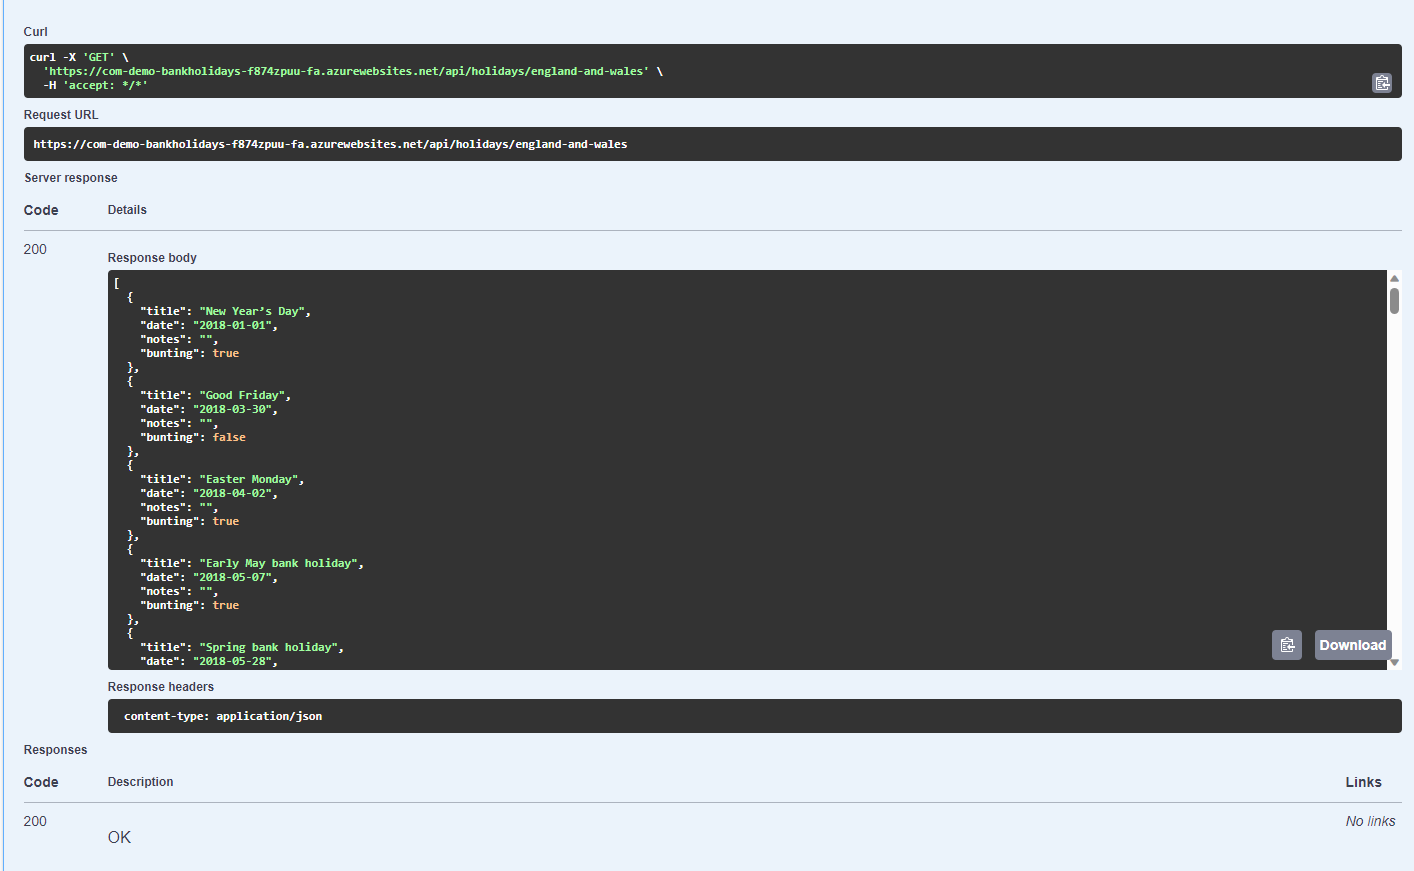 Curl
curl -X 'GET' \
'https://com-demo-bankholidays-f874zpuu-fa.azurewebsites.net/api/holidays/england-and-wales' \
-H 'accept: */*'
Request URL
https://com-demo-bankholidays-f874zpuu-fa.azurewebsites.net/api/holidays/england-and-wales
Server response
Code Details
200
Response body
[
{
"title": "New Year’s Day",
"date": "2018-01-01",
"notes": "",
"bunting": true
},
{
"title": "Good Friday",
"date": "2018-03-30",
"notes": "",
"bunting": false
},
{
"title": "Easter Monday",
"date": "2018-04-02",
"notes": "",
"bunting": true
},
{
"title": "Early May bank holiday",
"date": "2018-05-07",
"notes": "",
"bunting": true
},
{
"title": "Spring bank holiday",
"date": "2018-05-28",
Download
Response headers
content-type: application/json
Responses
Code Description Links
200 No links
OK